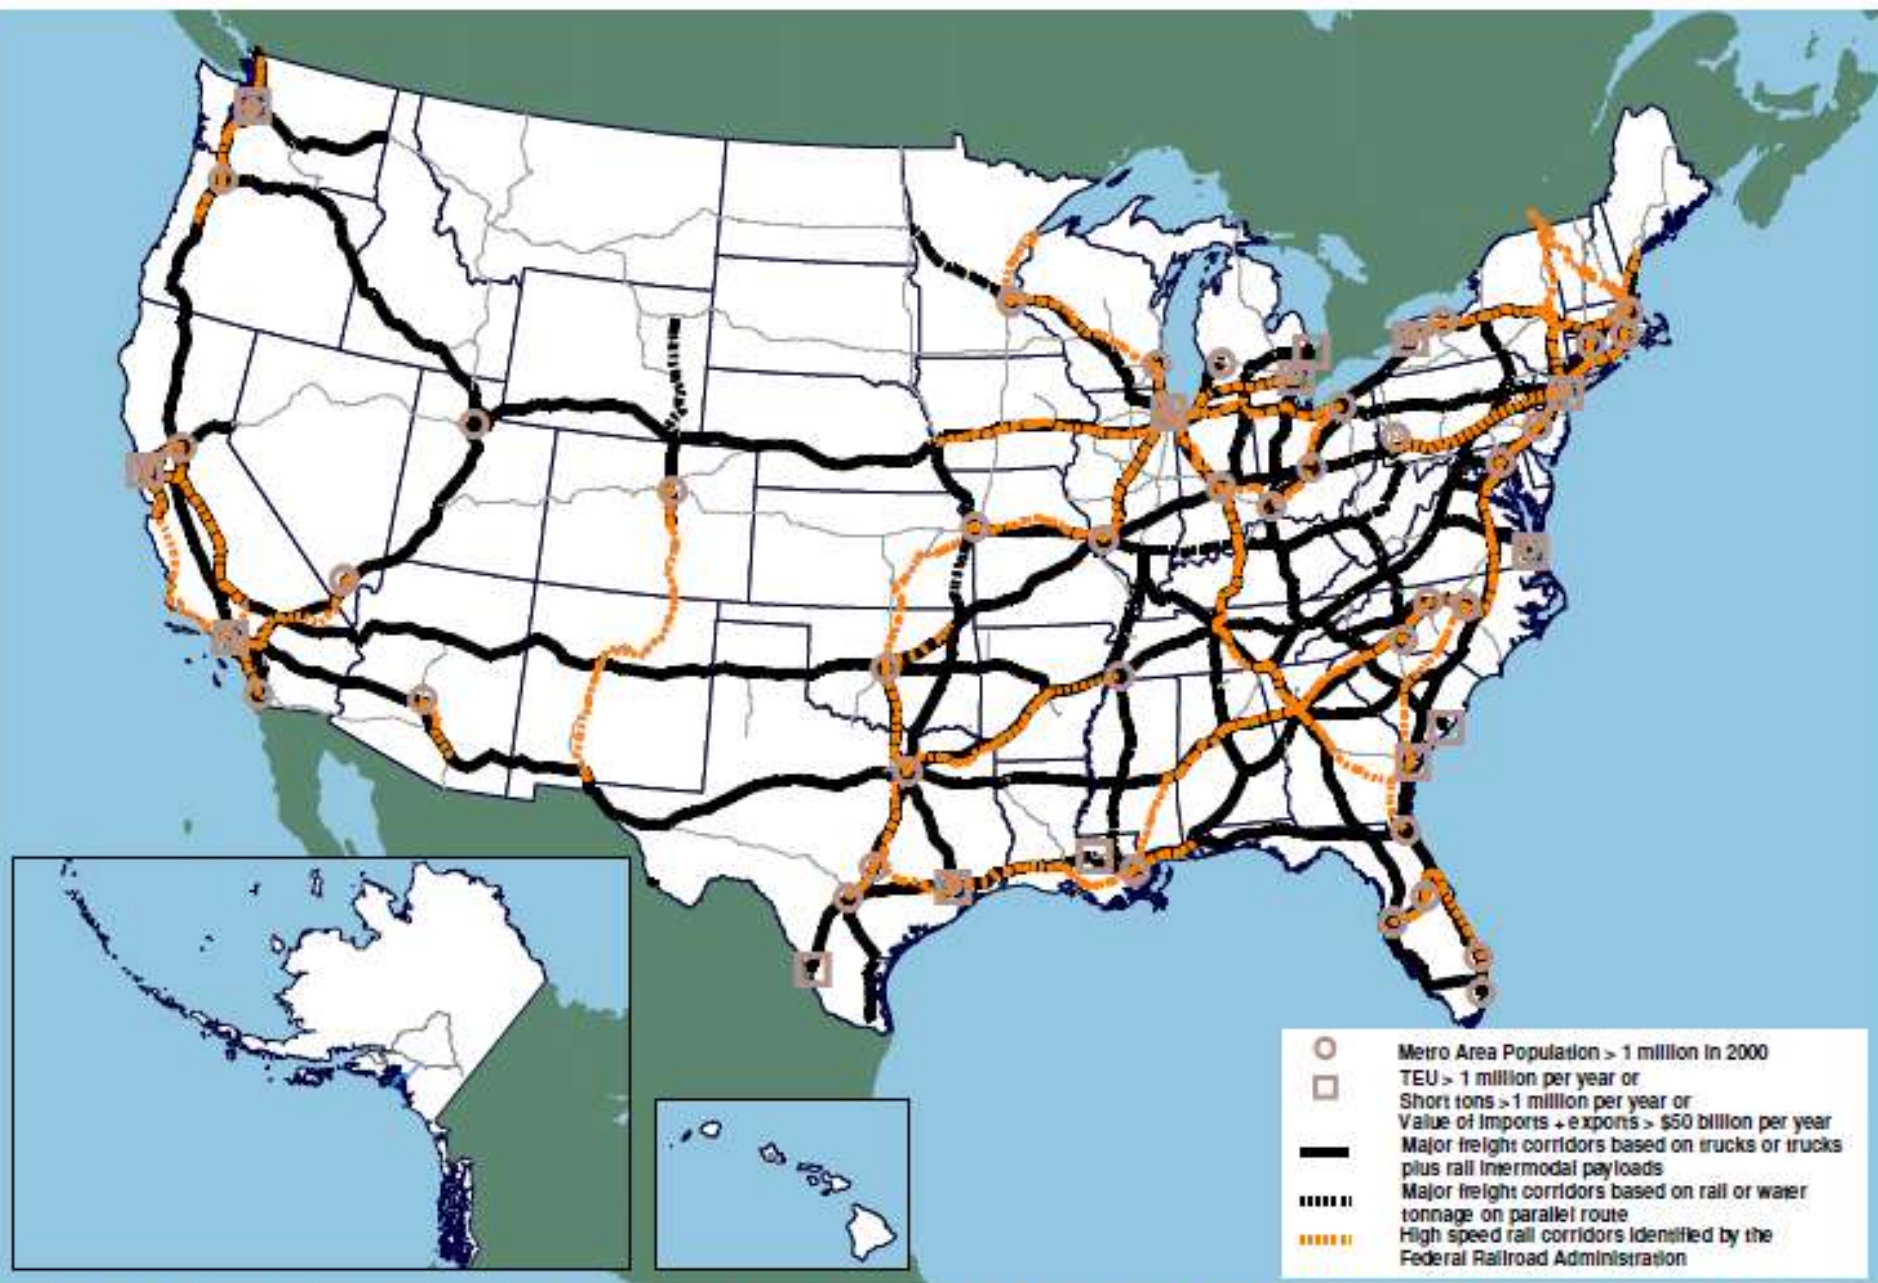 Metro Area Population > 1 million in 2000
TEU > 1 million per year or
Short tons >1 million per year or
Value of imports + exports > $50 billion per year
Major freight corridors based on trucks or trucks
plus rail intermodal payloads
Major freight corridors based on rail or water
tonnage on parallel route
High speed rail corridors identified by the
Federal Railroad Administration